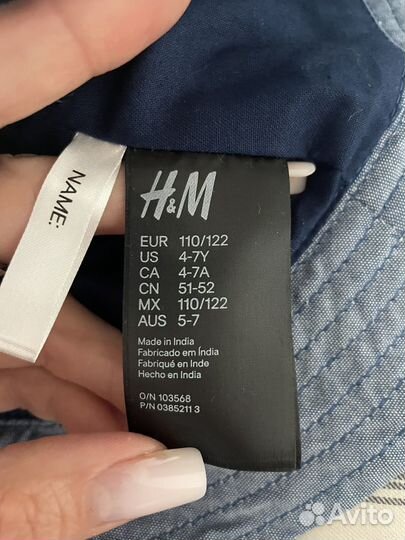 NAME:
H&M
EUR 110/122
US 4-7Y
CA 4-7A
CN 51-52
MX 110/122
AUS 5-7
Made in India
Fabricado em Índia
Fabriqué en Inde
Hecho en India
O/N 103568
P/N 0385211 3
Avito